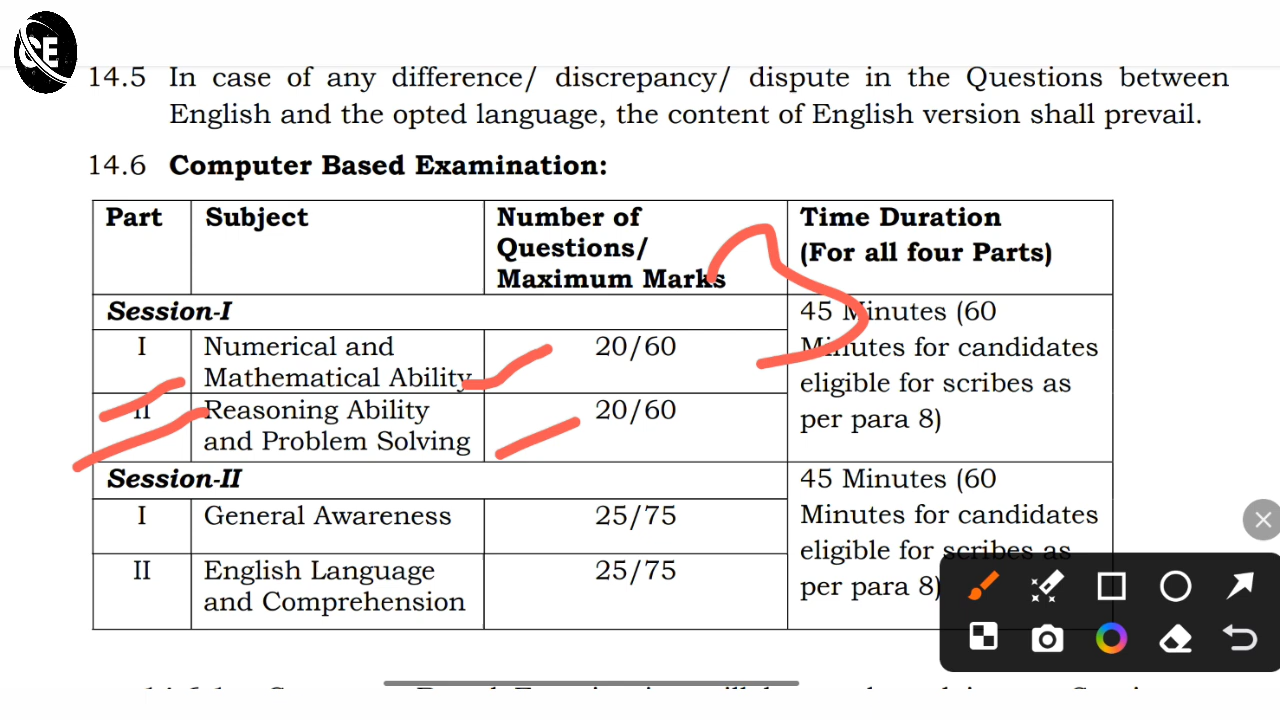 CE
14.5 In case of any difference/ discrepancy/ dispute in the Questions between
English and the opted language, the content of English version shall prevail.
14.6 Computer Based Examination:
Part Subject Number of Questions/ Maximum Marks Time Duration (For all four Parts)
Session-I
I Numerical and Mathematical Ability 20/60
II Reasoning Ability and Problem Solving 20/60
45 Minutes (60
Minutes for candidates
eligible for scribes as
per para 8)
Session-II
I General Awareness 25/75
II English Language and Comprehension 25/75
45 Minutes (60
Minutes for candidates
eligible for scribes as
per para 8)